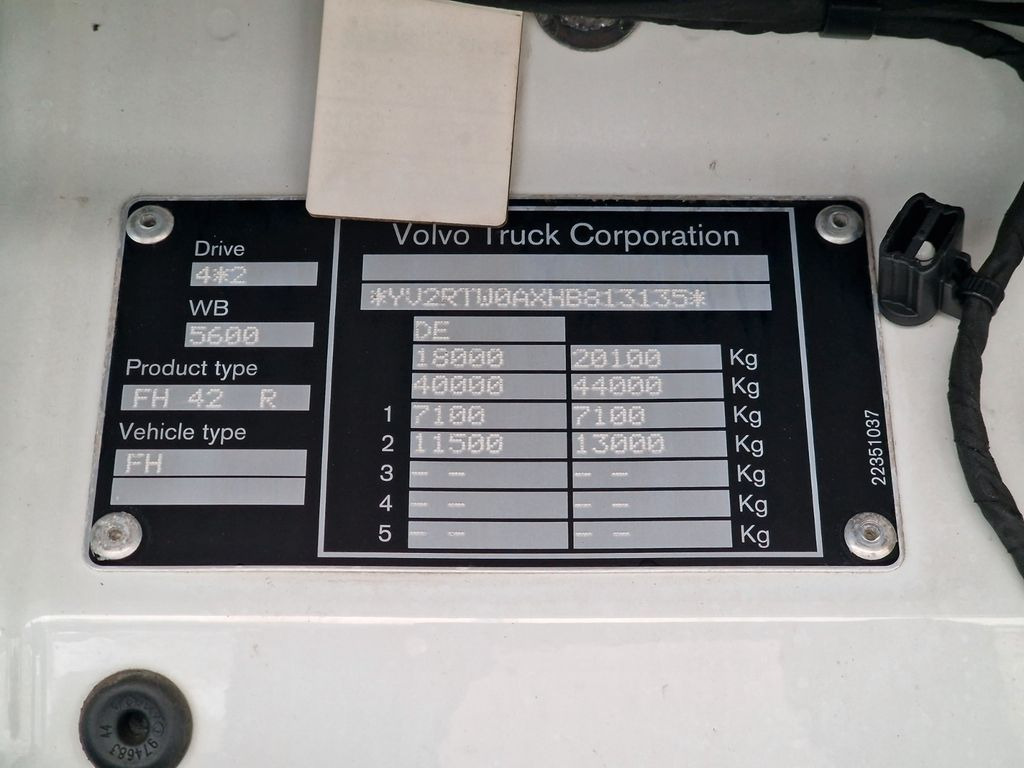 Volvo Truck Corporation
Drive
4*2
WB
5600
Product type
FH 42 R
Vehicle type
FH
*YV2RTW0AXHB813135*
DE
18000 20100 Kg
40000 44000 Kg
1 7100 7100 Kg
2 11500 13000 Kg
3 -- -- Kg
4 -- -- Kg
5 -- -- Kg
22351037
974683
44